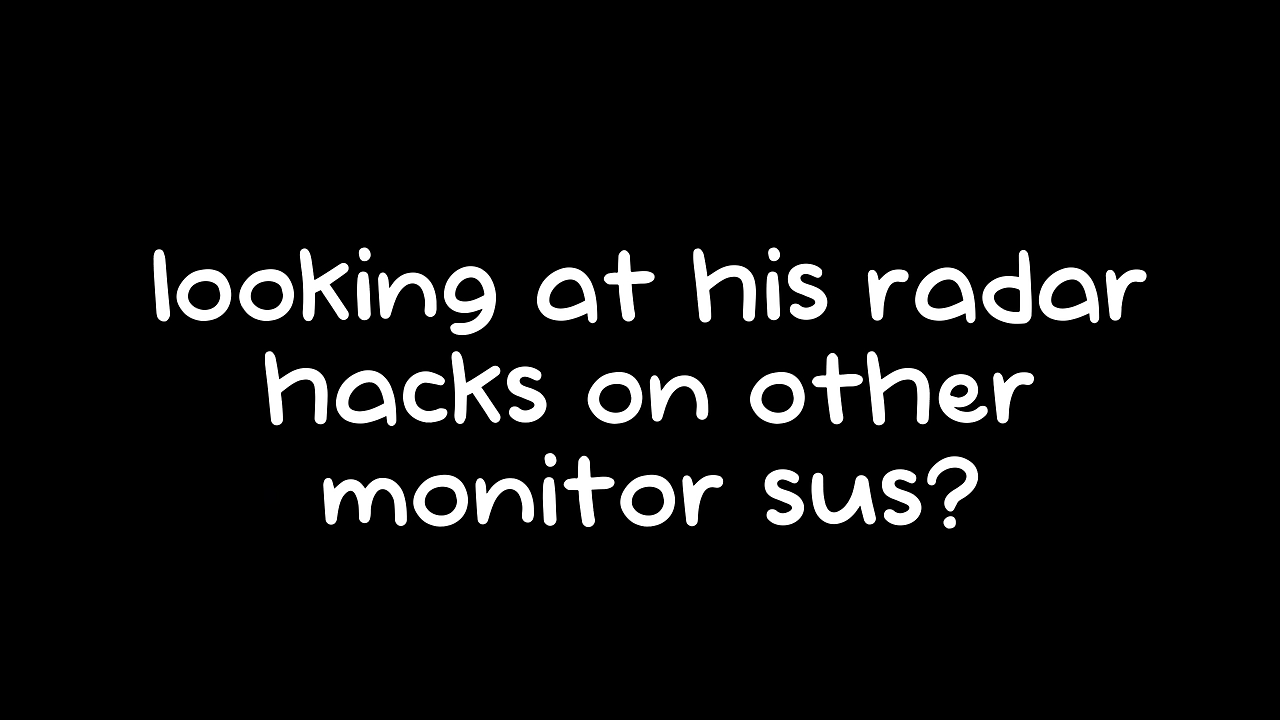 looking at his radar
hacks on other
monitor sus?